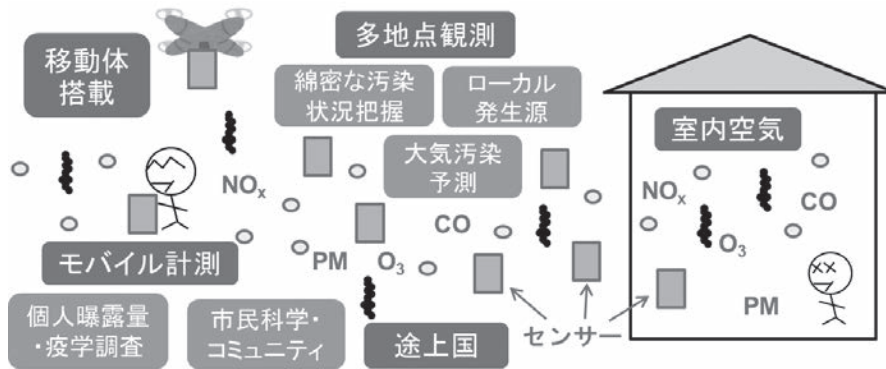 移動体
搭載
多地点観測
綿密な汚染
状況把握
ローカル
発生源
大気汚染
予測
室内空気
NOx
CO
PM
O3
NOx
CO
O3
PM
モバイル計測
個人曝露量
・疫学調査
市民科学・
コミュニティ
途上国
センサー